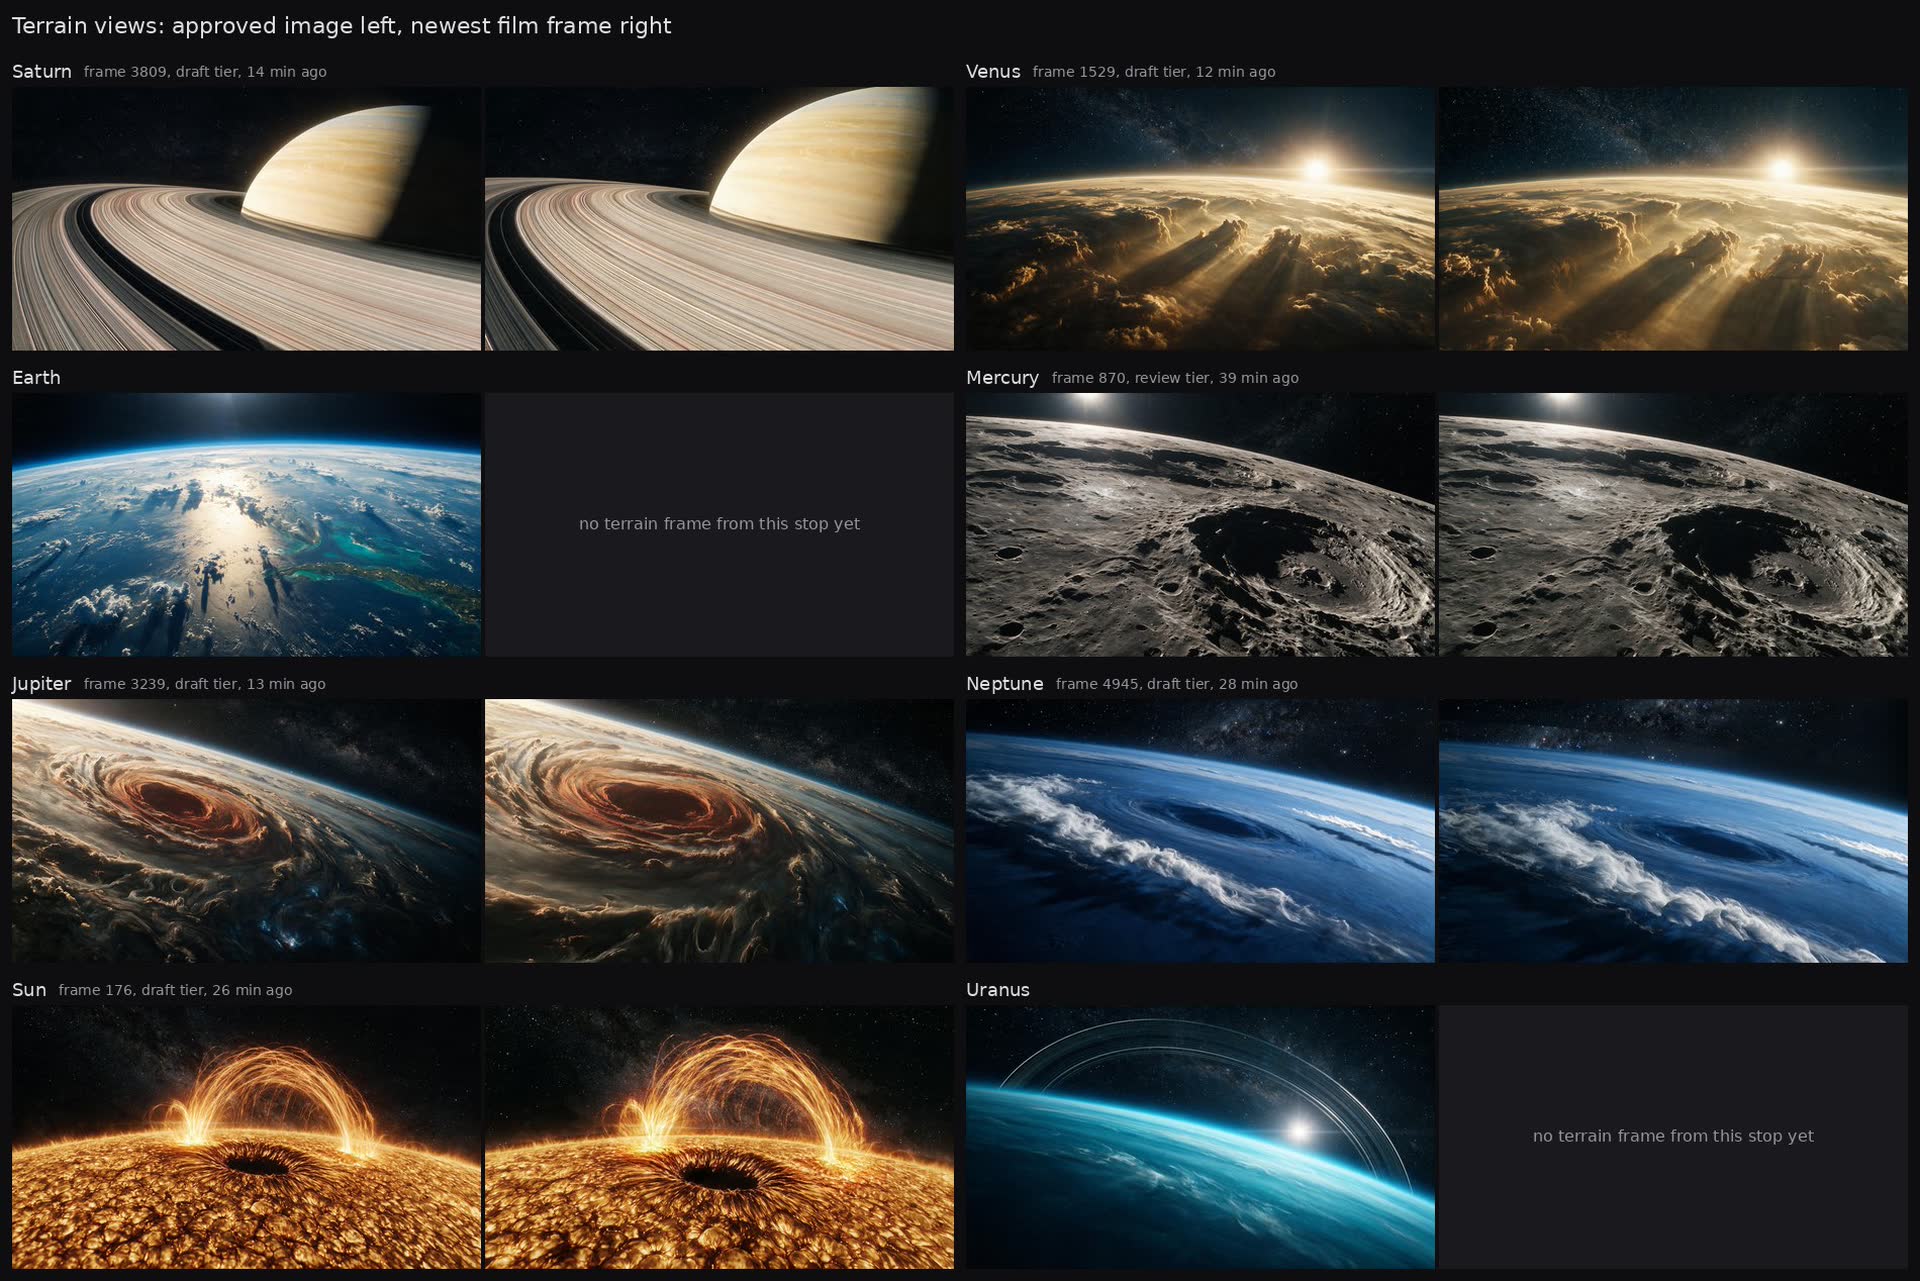 Terrain views: approved image left, newest film frame right
Saturn frame 3809, draft tier, 14 min ago
Venus frame 1529, draft tier, 12 min ago
Earth
no terrain frame from this stop yet
Mercury frame 870, review tier, 39 min ago
Jupiter frame 3239, draft tier, 13 min ago
Neptune frame 4945, draft tier, 28 min ago
Sun frame 176, draft tier, 26 min ago
Uranus
no terrain frame from this stop yet